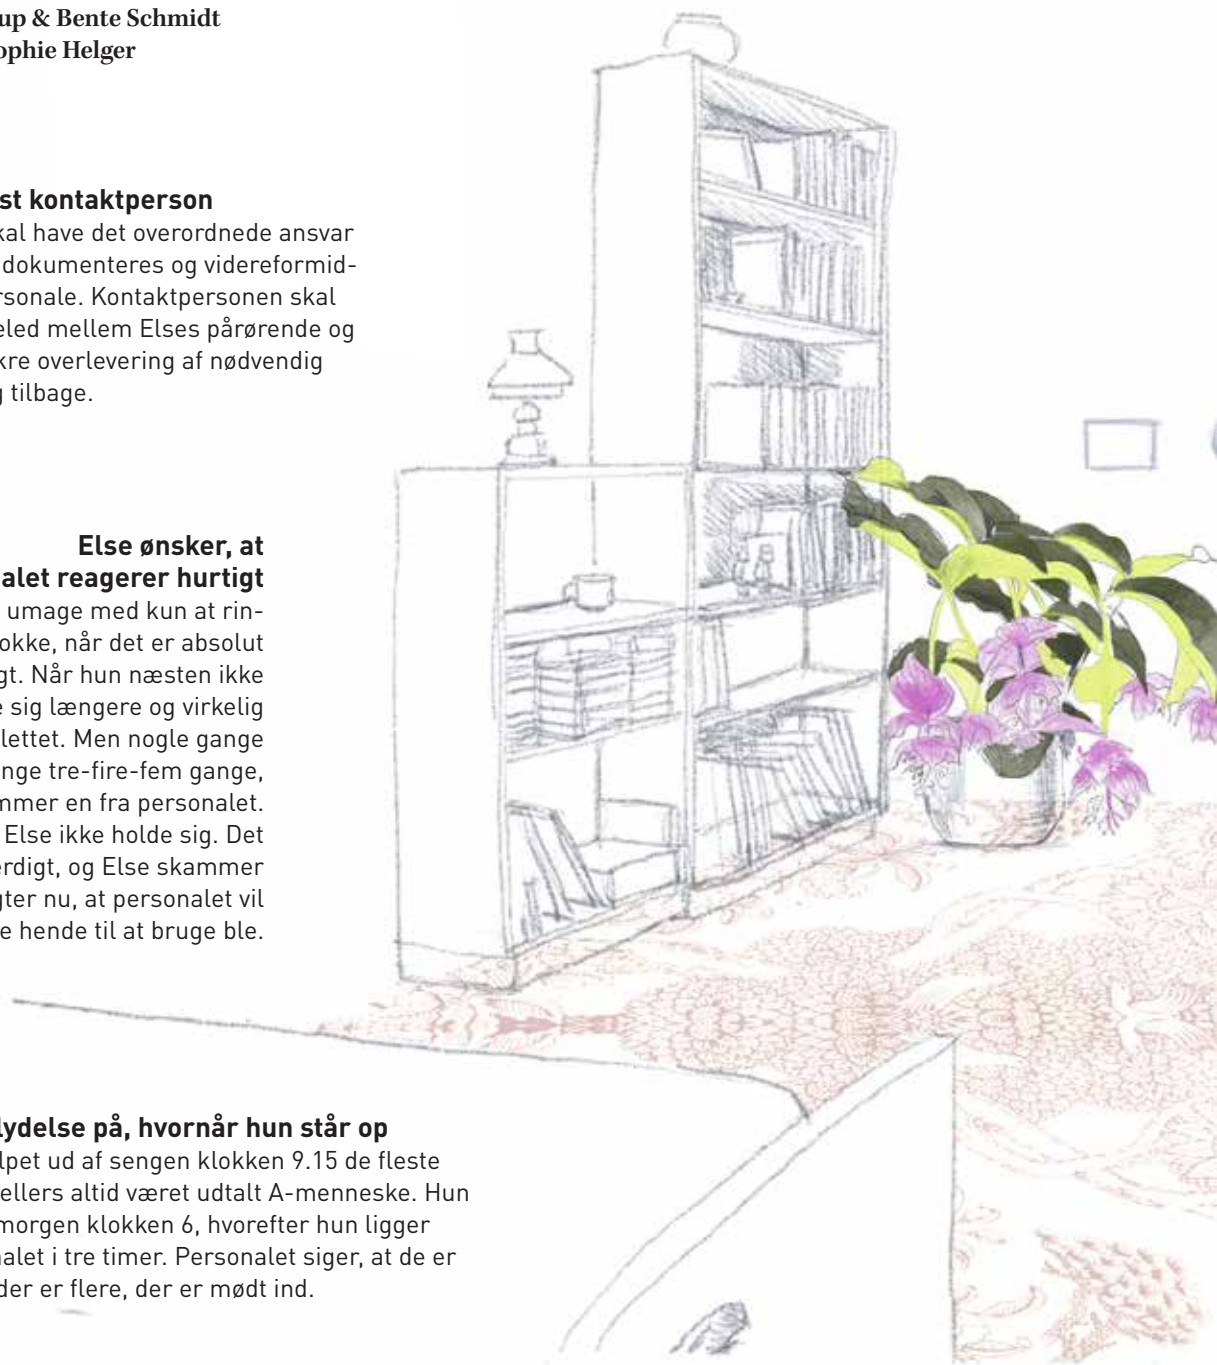 up & Bente Schmidt
ophie Helger
st kontaktperson
kal have det overordnede ansvar
dokumenteres og videreformid-
rsonale. Kontaktpersonen skal
eled mellem Elses pårørende og
kre overlevering af nødvendig
g tilbage.
Else ønsker, at
alet reagerer hurtigt
umage med kun at rin-
okke, når det er absolut
gt. Når hun næsten ikke
e sig længere og virkelig
lettet. Men nogle gange
nge tre-fire-fem gange,
mmer en fra personalet.
Else ikke holde sig. Det
erdigt, og Else skammer
gter nu, at personalet vil
e hende til at bruge ble.
lydelse på, hvornår hun står op
lpet ud af sengen klokken 9.15 de fleste
ellers altid været udtalt A-menneske. Hun
morgen klokken 6, hvorefter hun ligger
alet i tre timer. Personalet siger, at de er
der er flere, der er mødt ind.